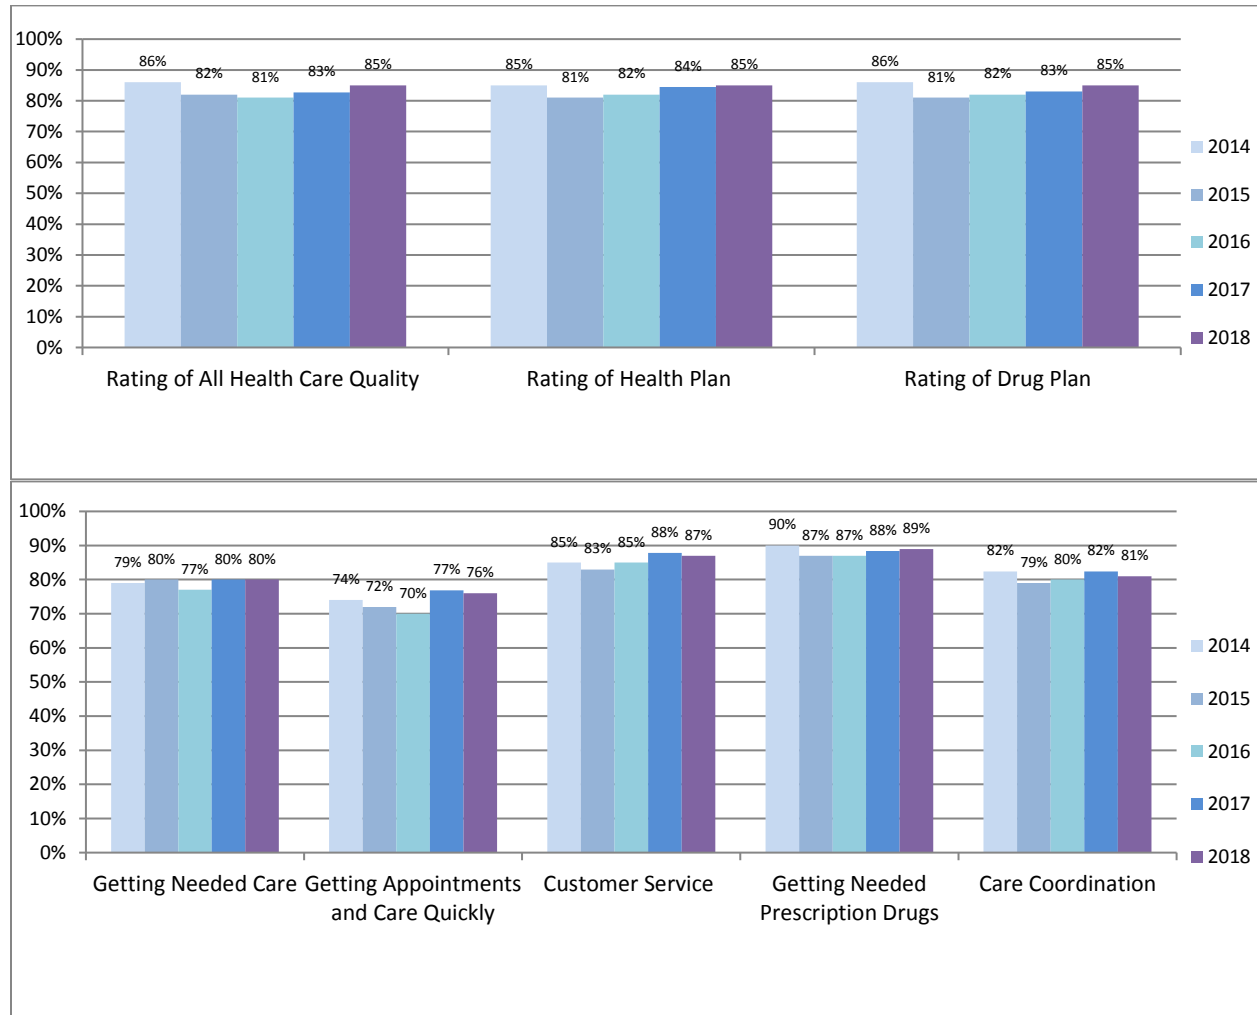 100%
90%
80%
70%
60%
50%
40%
30%
20%
10%
0%
86% 82% 81% 83% 85%
85% 81% 82% 84% 85%
86% 81% 82% 83% 85%
Rating of All Health Care Quality
Rating of Health Plan
Rating of Drug Plan
2014
2015
2016
2017
2018
100%
90%
80%
70%
60%
50%
40%
30%
20%
10%
0%
79% 80% 77% 80% 80%
74% 72% 70% 77% 76%
85% 83% 85% 88% 87%
90% 87% 87% 88% 89%
82% 79% 80% 82% 81%
Getting Needed Care
Getting Appointments
and Care Quickly
Customer Service
Getting Needed
Prescription Drugs
Care Coordination
2014
2015
2016
2017
2018